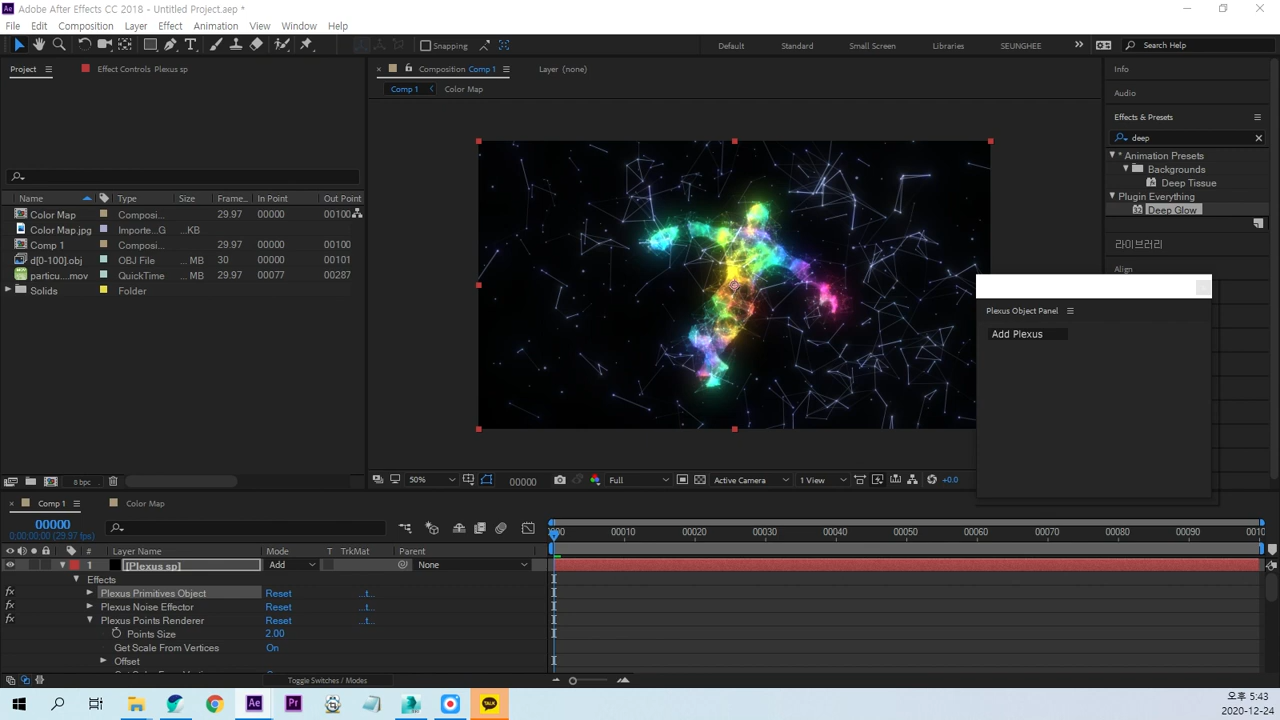 Adobe After Effects CC 2018 - Untitled Project.aep *
File Edit Composition Layer Effect Animation View Window Help
Snapping
Default Standard Small Screen Libraries SEUNGHEE
Search Help
Project
Effect Controls Plexus sp
Composition Comp 1
Layer (none)
Comp 1
Color Map
Info
Audio
Effects & Presets
deep
* Animation Presets
Backgrounds
Deep Tissue
Plugin Everything
Deep Glow
라이브러리
Align
Plexus Object Panel
Add Plexus
Name Type Size Frame... In Point Out Point
Color Map Composi... 29.97 00000 00100
Color Map.jpg Importe... ...KB
Comp 1 Composi... 29.97 00000 00100
d[0-100].obj OBJ File ... MB 30 00000 00101
particu....mov QuickTime ... MB 29.97 00077 00287
Solids Folder
8 bpc
50%
00000
Full
Active Camera
1 View
+0.0
Comp 1
Color Map
00000
0:00:00:00 (29.97 fps)
00010 00020 00030 00040 00050 00060 00070 00080 00090
# Layer Name Mode T TrkMat Parent
1 [Plexus sp] Add None
Effects
fx Plexus Primitives Object Reset ...t...
fx Plexus Noise Effector Reset ...t...
fx Plexus Points Renderer Reset ...t...
Points Size 2.00
Get Scale From Vertices On
Offset
Toggle Switches / Modes
Ae
Pr
TALK
오후 5:43
2020-12-24